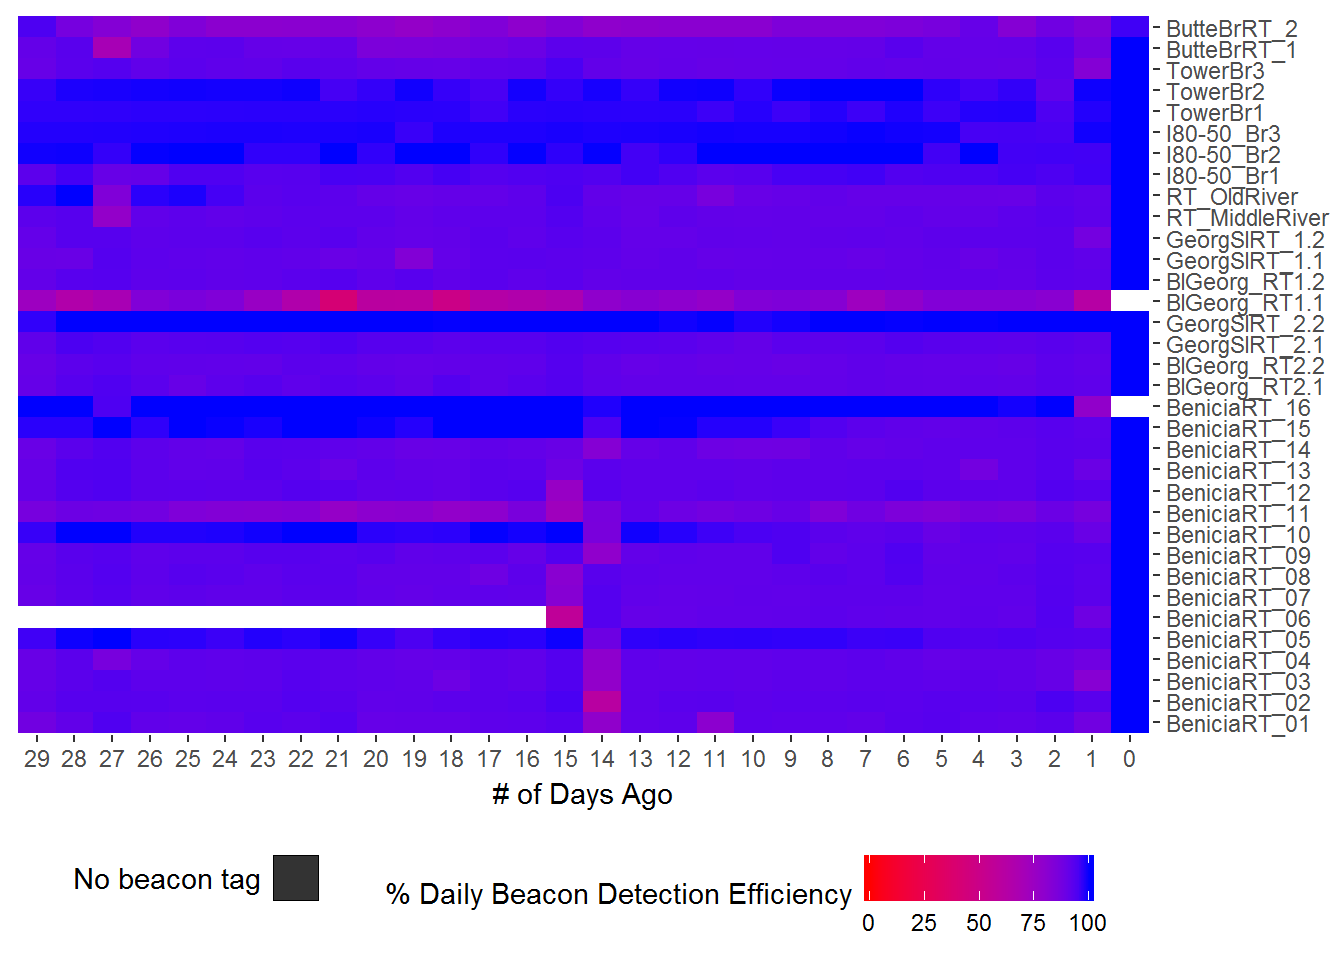 ButteBrRT_2
ButteBrRT_1
TowerBr3
TowerBr2
TowerBr1
I80-50_Br3
I80-50_Br2
I80-50_Br1
RT_OldRiver
RT_MiddleRiver
GeorgSlRT_1.2
GeorgSlRT_1.1
BlGeorg_RT1.2
BlGeorg_RT1.1
GeorgSlRT_2.2
GeorgSlRT_2.1
BlGeorg_RT2.2
BlGeorg_RT2.1
BeniciaRT_16
BeniciaRT_15
BeniciaRT_14
BeniciaRT_13
BeniciaRT_12
BeniciaRT_11
BeniciaRT_10
BeniciaRT_09
BeniciaRT_08
BeniciaRT_07
BeniciaRT_06
BeniciaRT_05
BeniciaRT_04
BeniciaRT_03
BeniciaRT_02
BeniciaRT_01
29 28 27 26 25 24 23 22 21 20 19 18 17 16 15 14 13 12 11 10 9 8 7 6 5 4 3 2 1 0
# of Days Ago
No beacon tag
% Daily Beacon Detection Efficiency
0 25 50 75 100